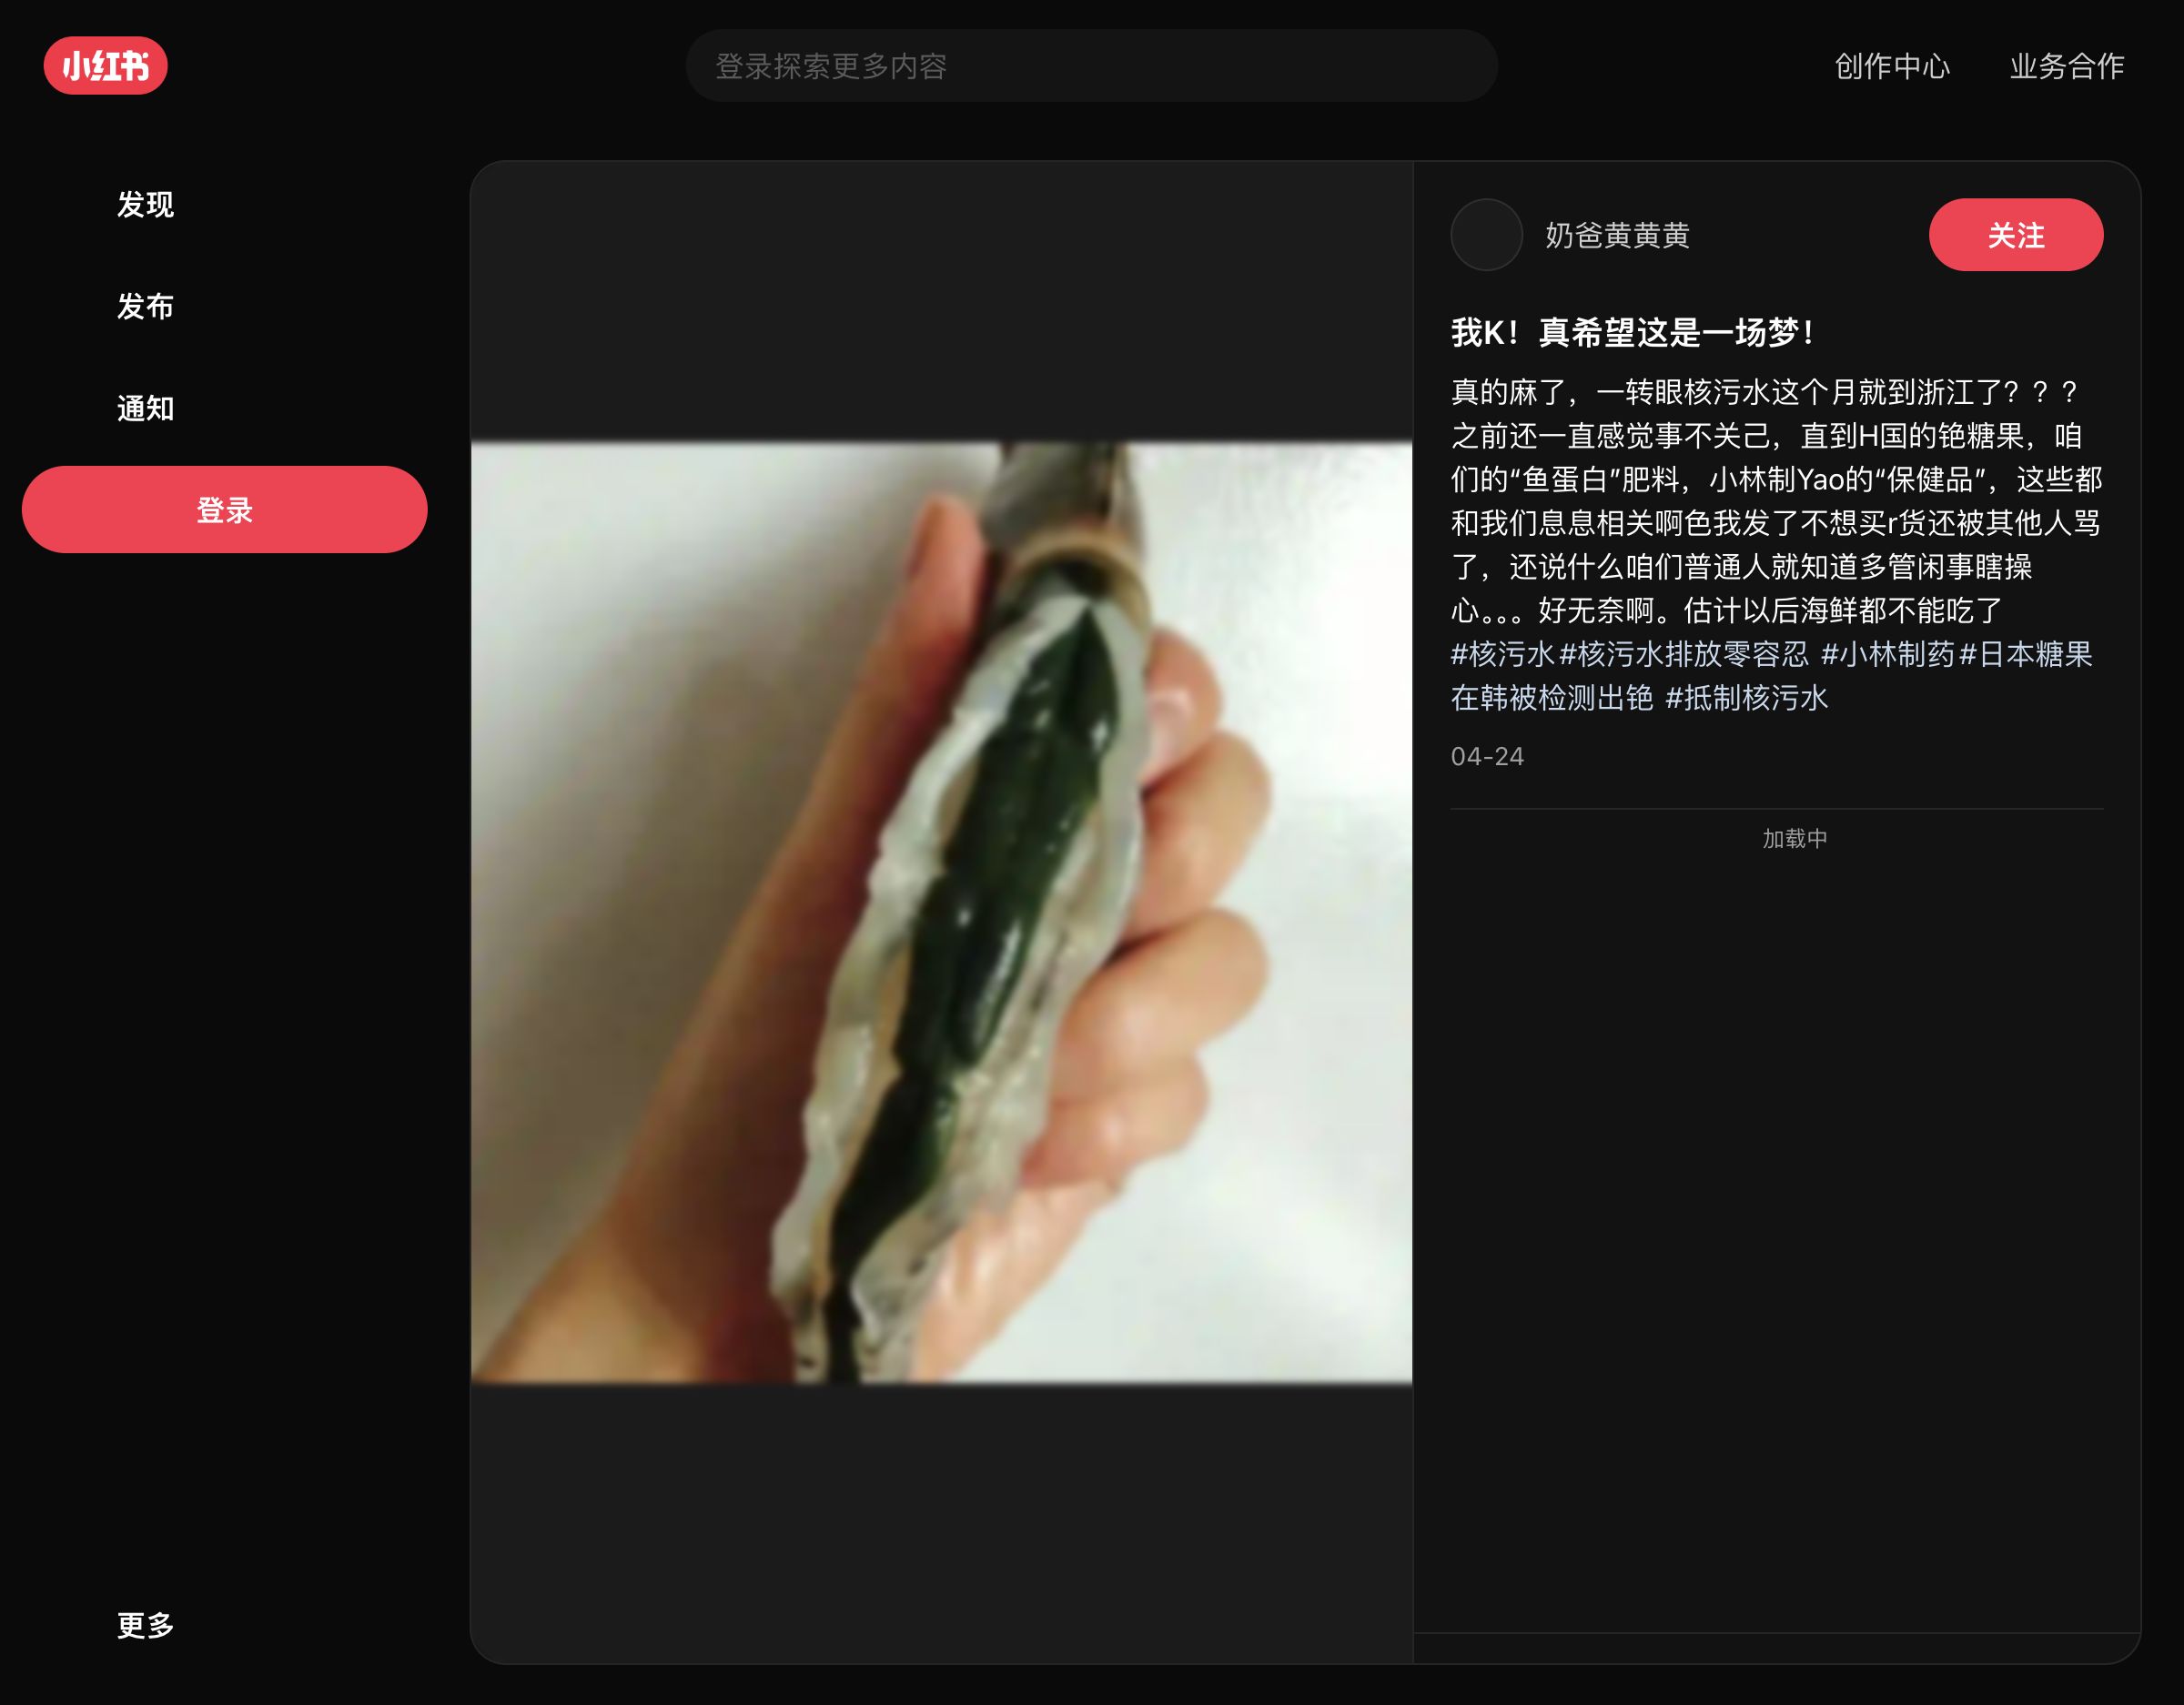 小红书
登录探索更多内容
创作中心
业务合作
发现
发布
通知
登录
更多
奶爸黄黄黄
关注
我K！真希望这是一场梦！
真的麻了，一转眼核污水这个月就到浙江了？？？
之前还一直感觉事不关己，直到H国的铯糖果，咱
们的“鱼蛋白”肥料，小林制Yao的“保健品”，这些都
和我们息息相关啊色我发了不想买r货还被其他人骂
了，还说什么咱们普通人就知道多管闲事瞎操
心。。。好无奈啊。估计以后海鲜都不能吃了
#核污水#核污水排放零容忍 #小林制药#日本糖果
在韩被检测出铯 #抵制核污水
04-24
加载中